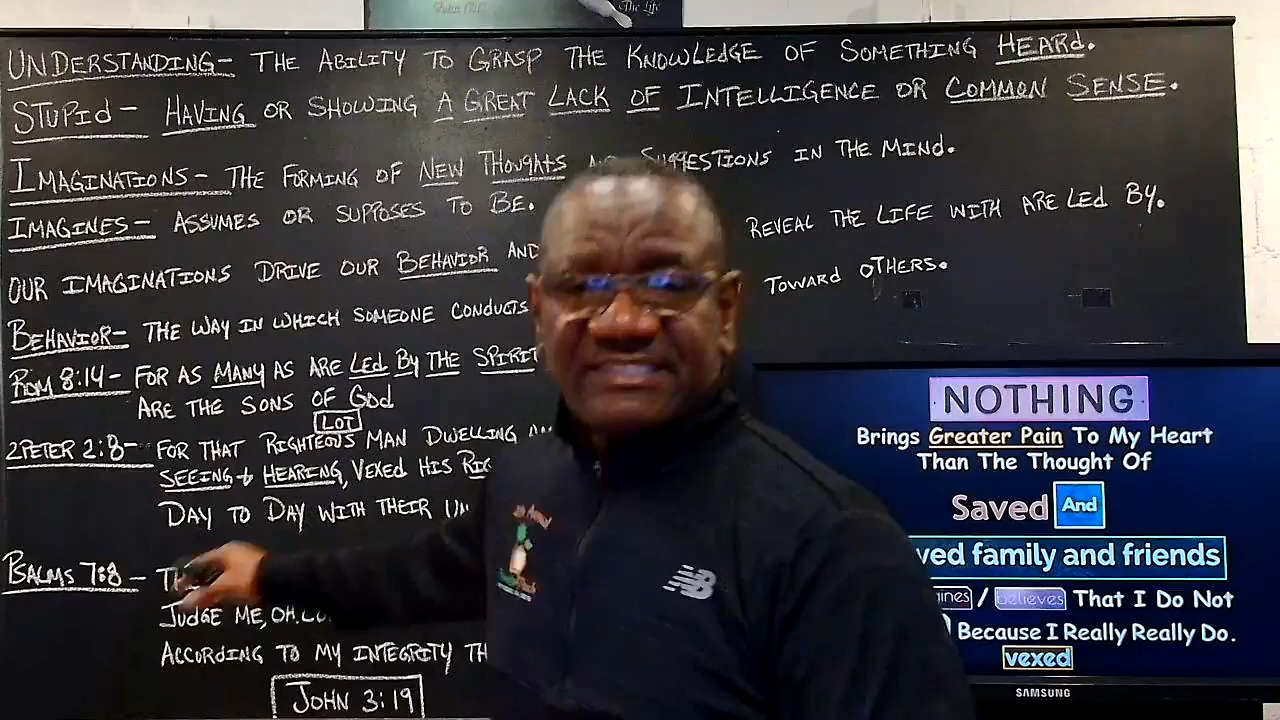 The Life
UNDERSTANDING- THE ABILITY TO GRASP THE KNOWLEDGE OF SOMETHING HEARD.
STUPID- HAVING OR SHOWING A GREAT LACK OF INTELLIGENCE OR COMMON SENSE.
IMAGINATIONS- THE FORMING OF NEW THOUGHTS SUGGESTIONS IN THE MIND.
IMAGINES- ASSUMES OR SUPPOSES TO BE.
OUR IMAGINATIONS DRIVE OUR BEHAVIOR AND REVEAL THE LIFE WITH ARE LED BY.
BEHAVIOR- THE WAY IN WHICH SOMEONE CONDUCTS TOWARD OTHERS.
ROM 8:14- FOR AS MANY AS ARE LED BY THE SPIRIT
ARE THE SONS OF GOD
LOT
2PETER 2:8- FOR THAT RIGHTEOUS MAN DWELLING
SEEING + HEARING, VEXED HIS
DAY TO DAY WITH THEIR
PSALMS 7:8-
JUDGE ME, OH.
ACCORDING TO MY INTEGRITY
JOHN 3:19
NOTHING
Brings Greater Pain To My Heart
Than The Thought Of
Saved And
ved family and friends
ines / believes That I Do Not
Because I Really Really Do.
vexed
SAMSUNG
NB